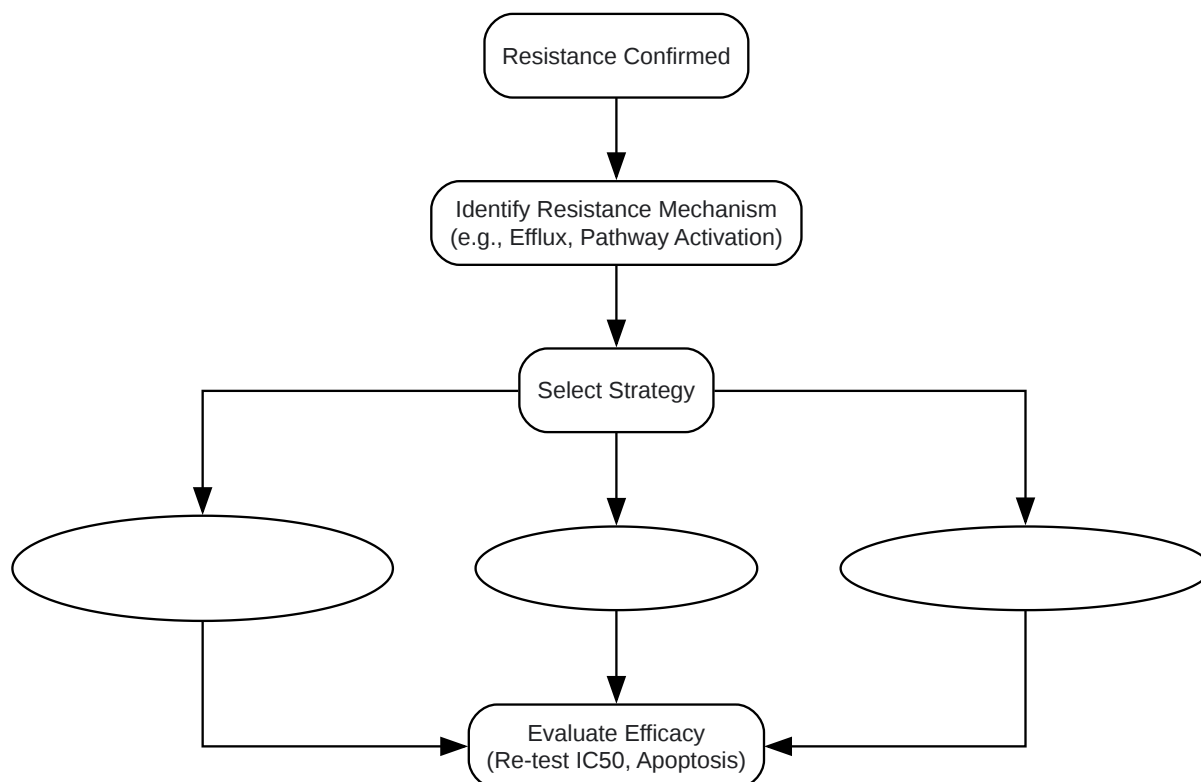 Resistance Confirmed
Identify Resistance Mechanism
(e.g., Efflux, Pathway Activation)
Select Strategy
Evaluate Efficacy
(Re-test IC50, Apoptosis)